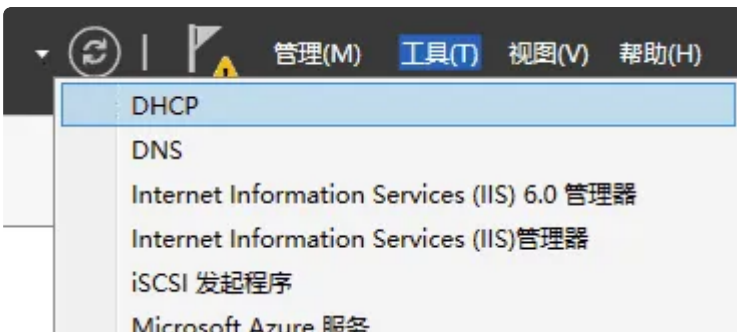 管理(M) 工具(T) 视图(V) 帮助(H)
DHCP
DNS
Internet Information Services (IIS) 6.0 管理器
Internet Information Services (IIS)管理器
iSCSI 发起程序
Microsoft Azure 服务